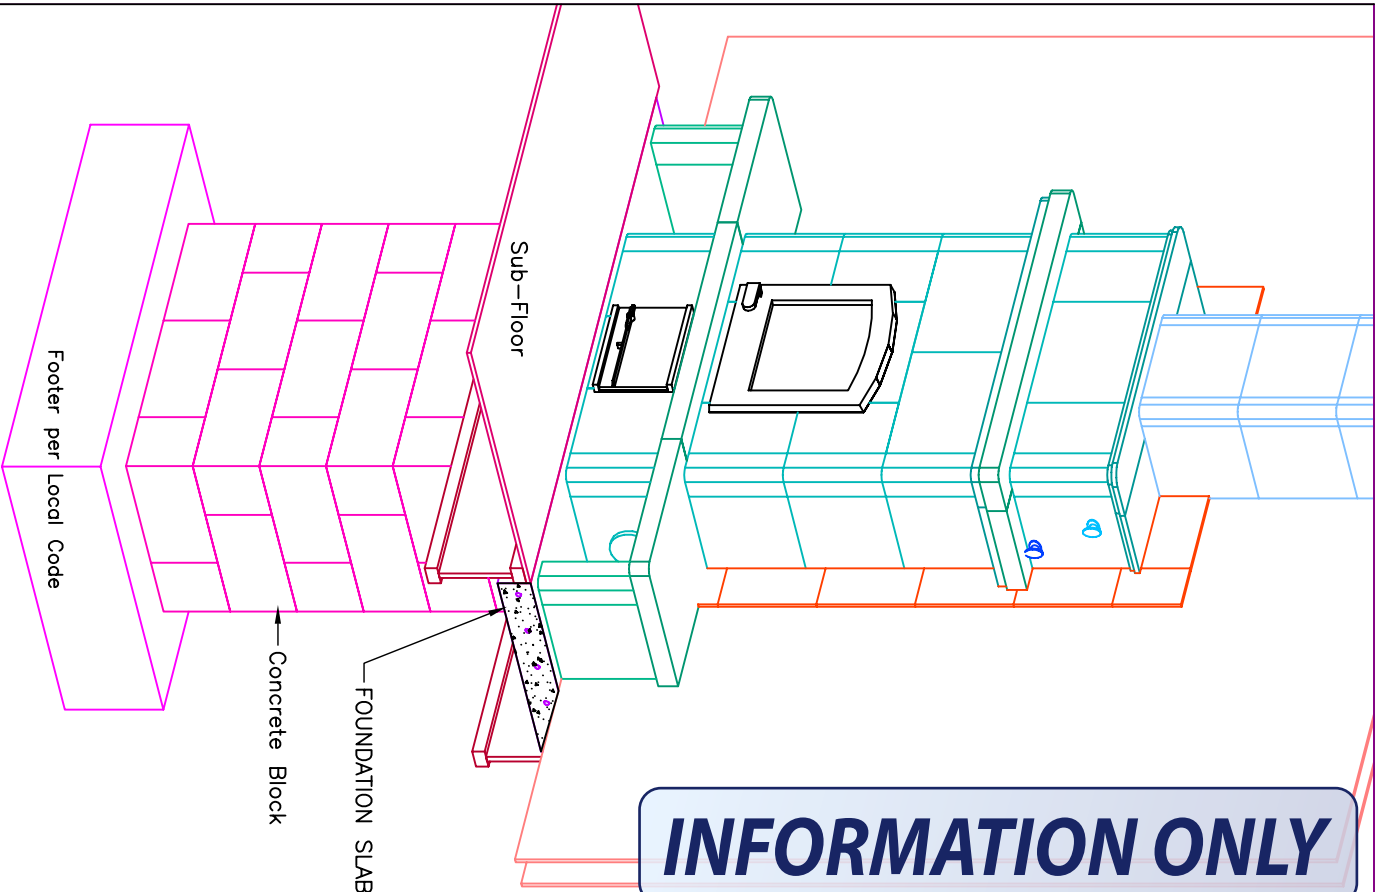 Sub-Floor
Footer per Local Code
Concrete Block
FOUNDATION SLAB
INFORMATION ONLY